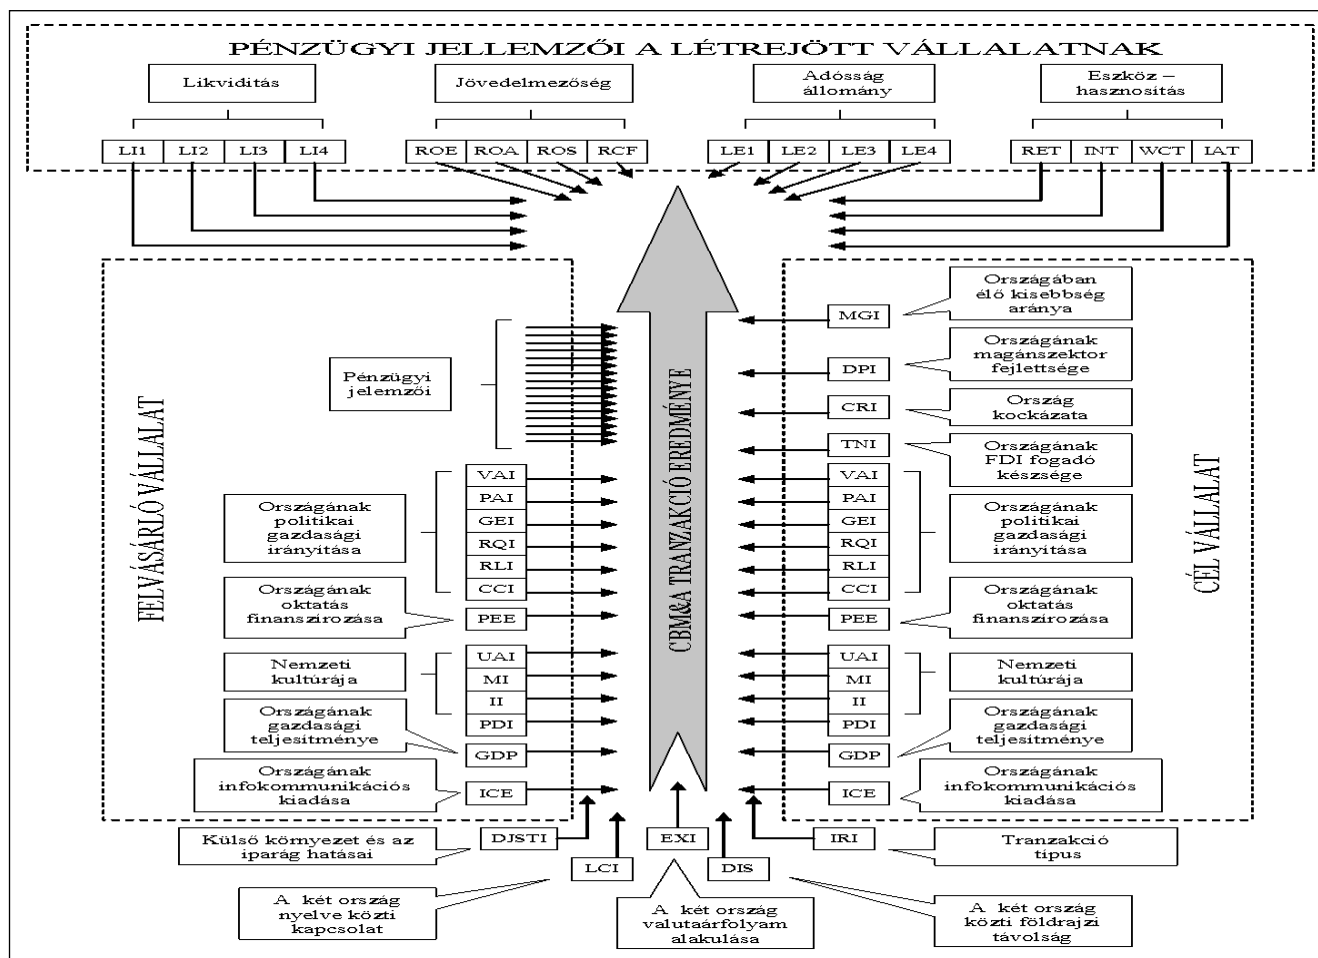 PÉNZÜGYI JELLEMZŐI A LÉTREJÖTT VÁLLALATNAK
Likviditás
Jövedelmezőség
Adósság
állomány
Eszköz –
hasznosítás
LI1 LI2 LI3 LI4
ROE ROA ROS RCF
LE1 LE2 LE3 LE4
RET INT WCT IAT
FELVÁSÁRLÓ VÁLLALAT
Pénzügyi
jelemzői
VAI
PAI
GEI
RQI
RLI
CCI
Országának
politikai
gazdasági
irányítása
PEE
Országának
oktatás
finanszírozása
UAI
MI
II
PDI
Nemzeti
kultúrája
Országának
gazdasági
teljesítménye
GDP
Országának
infokommunikációs
kiadása
ICE
CBM&A TRANZAKCIÓ EREDMÉNYE
CÉL VÁLLALAT
MGI
Országában
élő kisebbség
aránya
DPI
Országának
magánszektor
fejlettsége
CRI
Ország
kockázata
TNI
Országának
FDI fogadó
készsége
VAI
PAI
GEI
RQI
RLI
CCI
Országának
politikai
gazdasági
irányítása
PEE
Országának
oktatás
finanszírozása
UAI
MI
II
PDI
Nemzeti
kultúrája
GDP
Országának
gazdasági
teljesítménye
ICE
Országának
infokommunikációs
kiadása
Külső környezet és az
iparág hatásai
DJSTI
LCI
EXI
DIS
IRI
Tranzakció
típus
A két ország
nyelve közti
kapcsolat
A két ország
valutaárfolyam
alakulása
A két ország
közti földrajzi
távolság